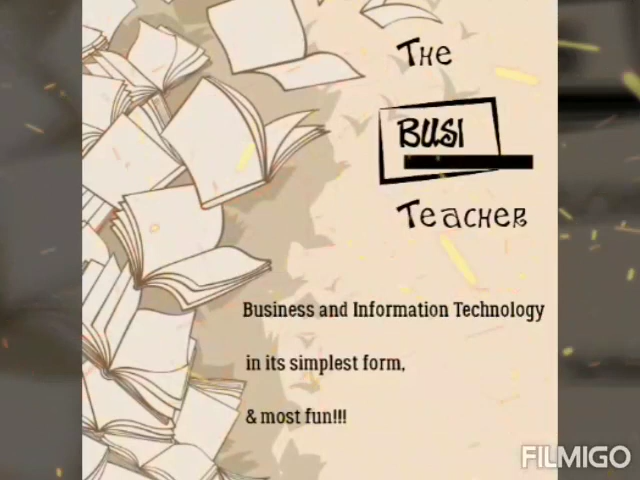 The
BUSI
Teacher
Business and Information Technology
in its simplest form,
& most fun!!!
FILMIGO